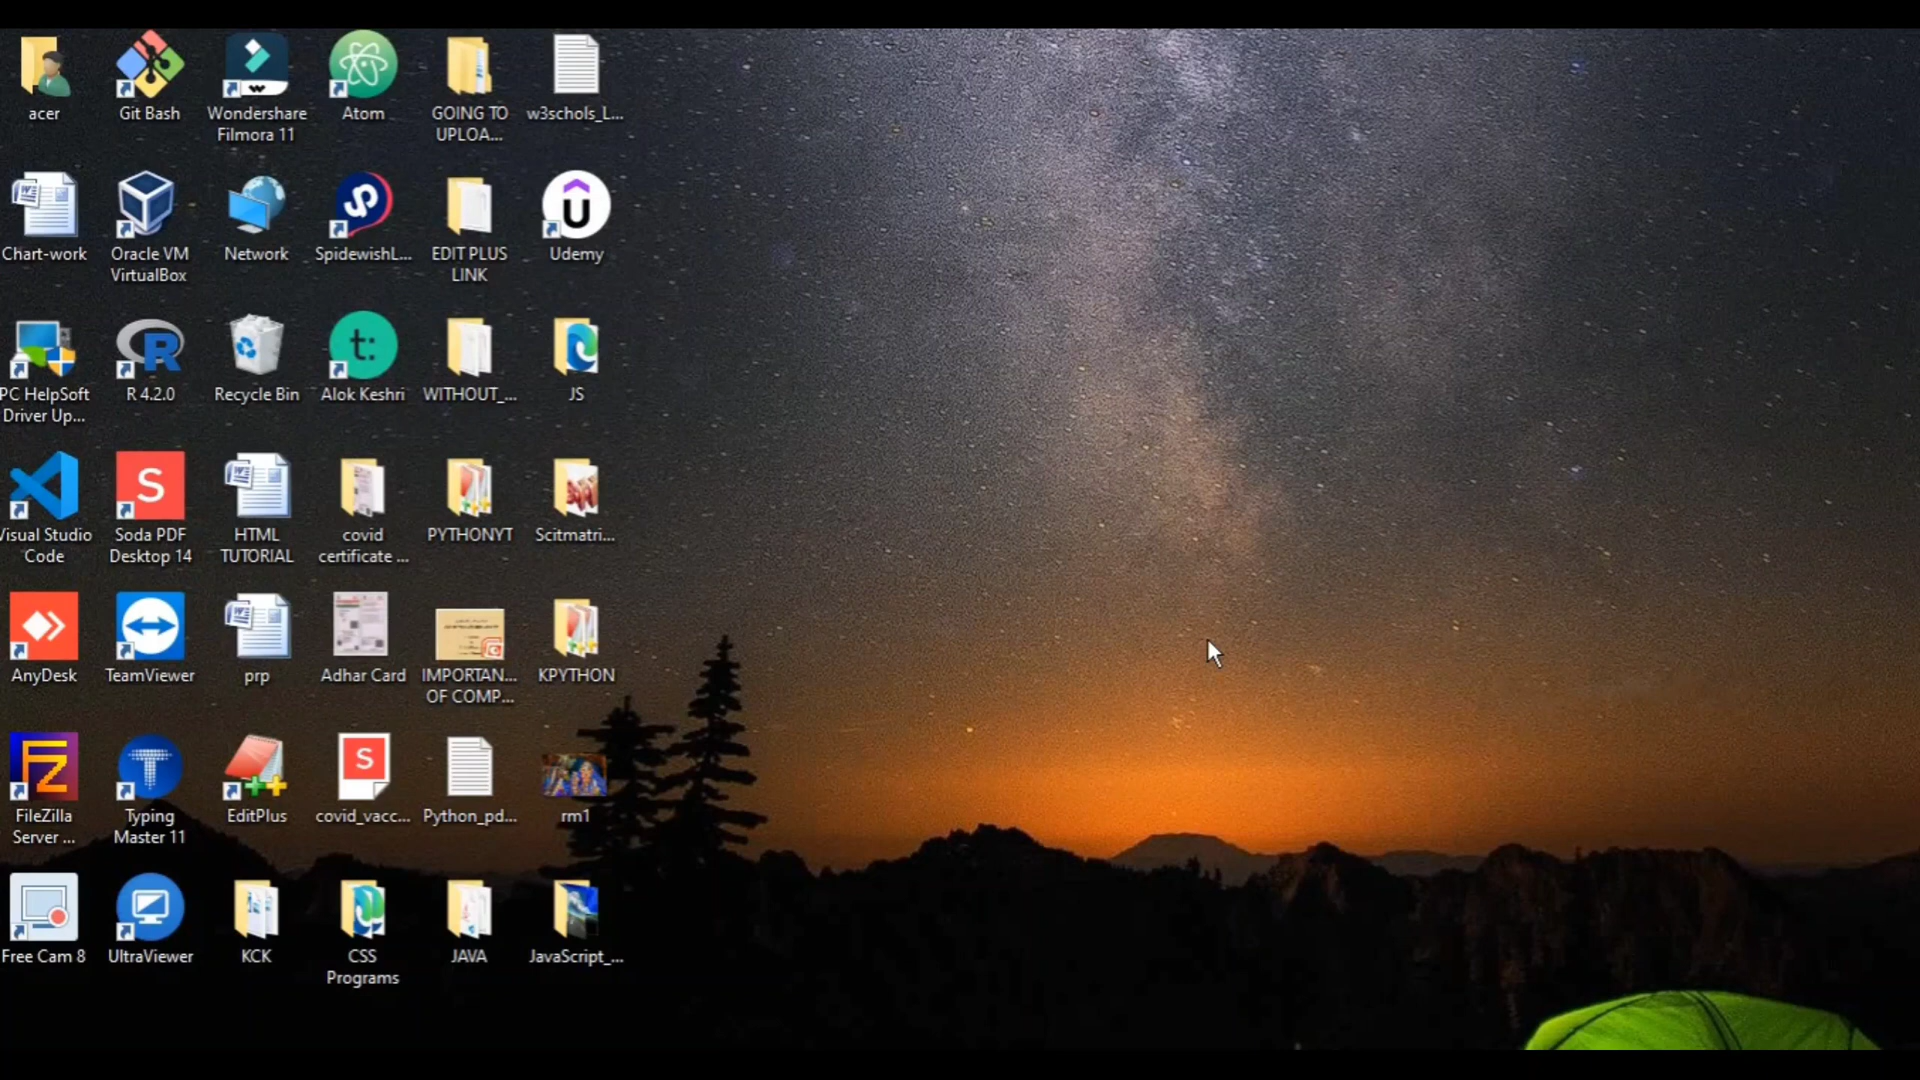 acer
Git Bash
Wondershare
Filmora 11
Atom
GOING TO
UPLOA...
w3schols_L...
Chart-work
Oracle VM
VirtualBox
Network
SpidewishL...
EDIT PLUS
LINK
Udemy
PC HelpSoft
Driver Up...
R 4.2.0
Recycle Bin
Alok Keshri
WITHOUT_...
JS
Visual Studio
Code
Soda PDF
Desktop 14
HTML
TUTORIAL
covid
certificate ...
PYTHONYT
Scitmatri...
AnyDesk
TeamViewer
prp
Adhar Card
IMPORTAN...
OF COMP...
KPYTHON
FileZilla
Server ...
Typing
Master 11
EditPlus
covid_vacc...
Python_pd...
rm1
Free Cam 8
UltraViewer
KCK
CSS
Programs
JAVA
JavaScript_...